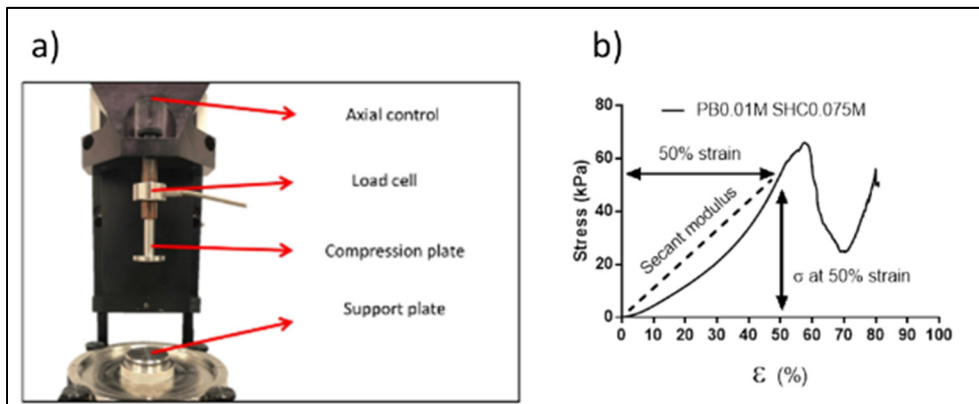 a)
Axial control
Load cell
Compression plate
Support plate
b)
PB0.01M SHC0.075M
80
60
40
20
0
Stress (kPa)
50% strain
Secant modulus
σ at 50% strain
0 10 20 30 40 50 60 70 80 90 100
ε (%)